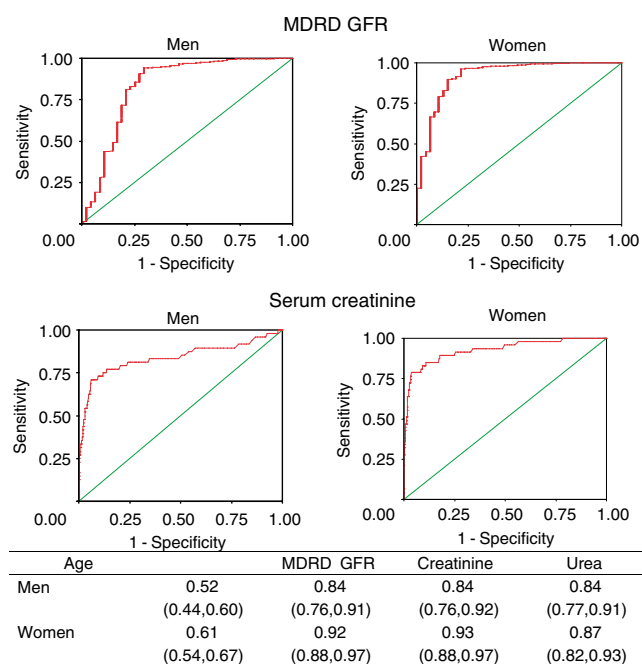 MDRD GFR
Men
Women
1.00
0.75
0.50
0.25
0.00
0.25
0.50
0.75
1.00
Sensitivity
1 - Specificity
1.00
0.75
0.50
0.25
0.00
0.25
0.50
0.75
1.00
Sensitivity
1 - Specificity
Serum creatinine
Men
Women
1.00
0.75
0.50
0.25
0.00
0.25
0.50
0.75
1.00
Sensitivity
1 - Specificity
1.00
0.75
0.50
0.25
0.00
0.25
0.50
0.75
1.00
Sensitivity
1 - Specificity
Age MDRD GFR Creatinine Urea
Men 0.52 0.84 0.84 0.84
(0.44,0.60) (0.76,0.91) (0.76,0.92) (0.77,0.91)
Women 0.61 0.92 0.93 0.87
(0.54,0.67) (0.88,0.97) (0.88,0.97) (0.82,0.93)